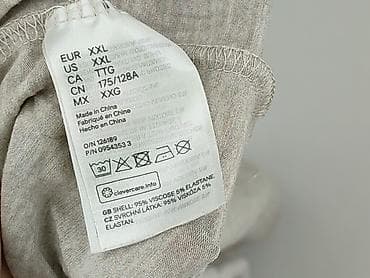 EUR XXL
US XXL
CA TTG
CN 175/128A
MX XXG
Made in China
Fabriqué en Chine
Hecho en China
O/N 126189
P/N 0954353 3
30
clevercare.info
GB SHELL: 95% VISCOSE 5% ELASTANE.
CZ SVRCHNÍ LÁTKA: 95% VISKÓZA 5%
ELASTAN.